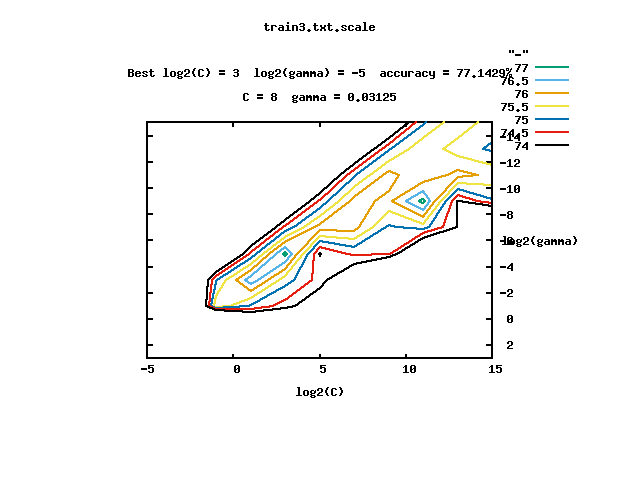 train3.txt.scale
"-"
Best log2(C) = 3  log2(gamma) = -5  accuracy = 77.1429%
77
76.5
C = 8  gamma = 0.03125
76
75.5
75
74.5
74
-14
-12
-10
-8
-6
log2(gamma)
-4
-2
0
2
-5 0 5 10 15
log2(C)